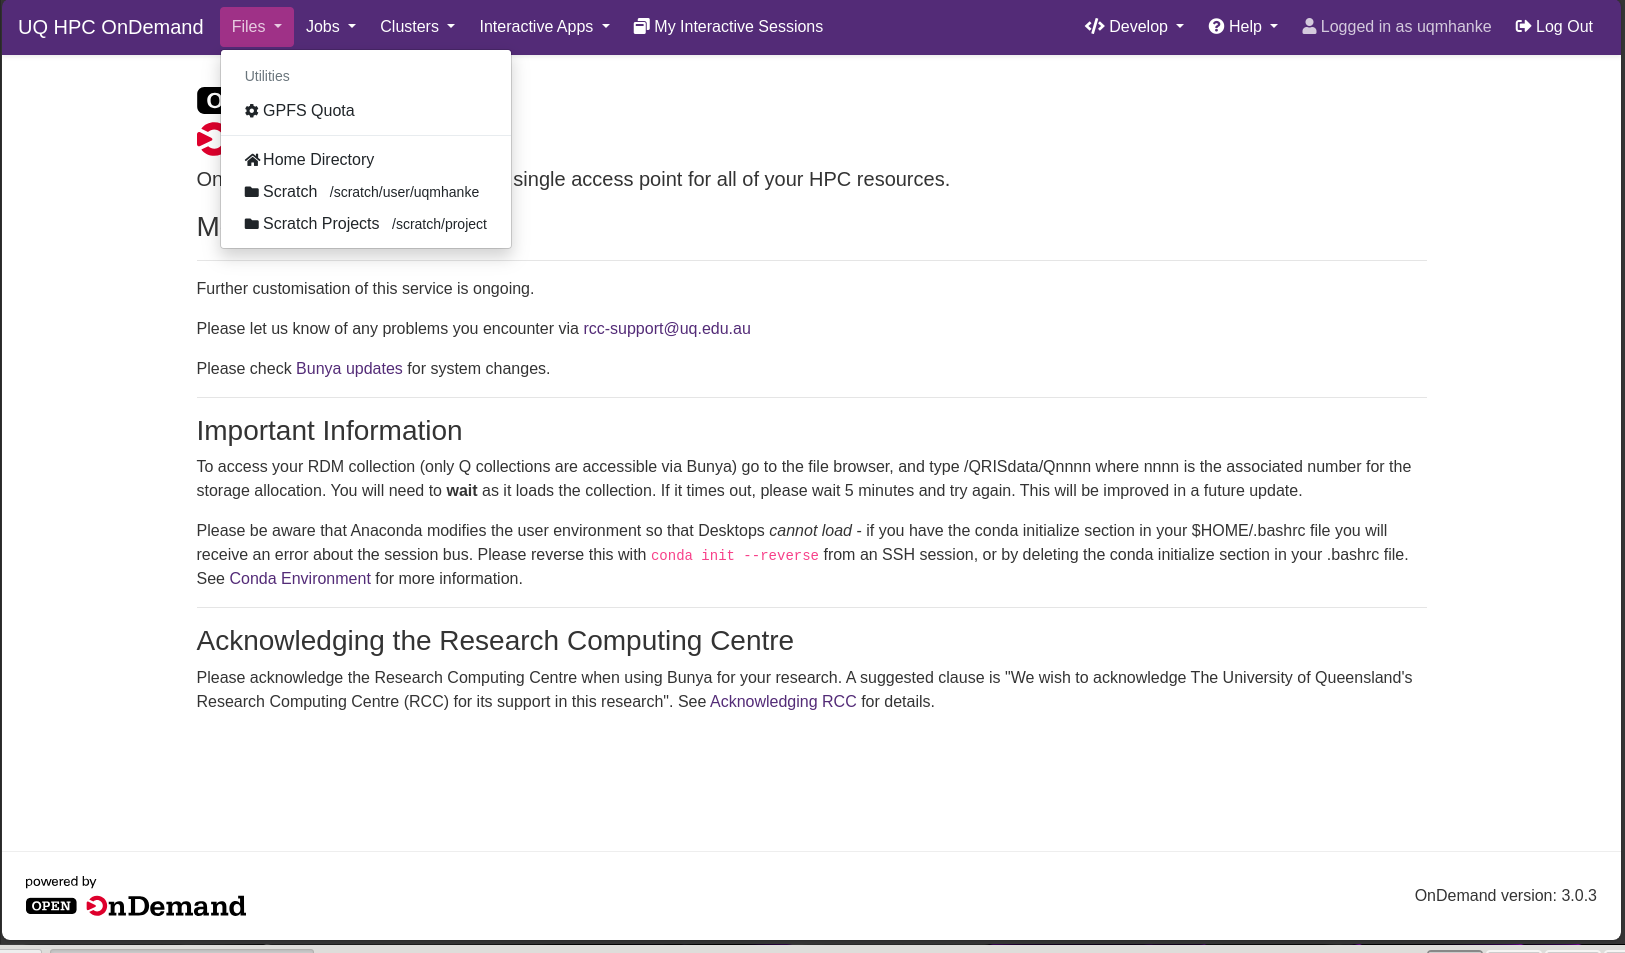 UQ HPC OnDemand Files Jobs Clusters Interactive Apps My Interactive Sessions Develop Help Logged in as uqmhanke Log Out
Utilities
GPFS Quota
Home Directory
Scratch /scratch/user/uqmhanke
Scratch Projects /scratch/project
single access point for all of your HPC resources.
Further customisation of this service is ongoing.
Please let us know of any problems you encounter via rcc-support@uq.edu.au
Please check Bunya updates for system changes.
Important Information
To access your RDM collection (only Q collections are accessible via Bunya) go to the file browser, and type /QRISdata/Qnnnn where nnnn is the associated number for the
storage allocation. You will need to wait as it loads the collection. If it times out, please wait 5 minutes and try again. This will be improved in a future update.
Please be aware that Anaconda modifies the user environment so that Desktops cannot load - if you have the conda initialize section in your $HOME/.bashrc file you will
receive an error about the session bus. Please reverse this with conda init --reverse from an SSH session, or by deleting the conda initialize section in your .bashrc file.
See Conda Environment for more information.
Acknowledging the Research Computing Centre
Please acknowledge the Research Computing Centre when using Bunya for your research. A suggested clause is "We wish to acknowledge The University of Queensland's
Research Computing Centre (RCC) for its support in this research". See Acknowledging RCC for details.
powered by
OPEN OnDemand
OnDemand version: 3.0.3